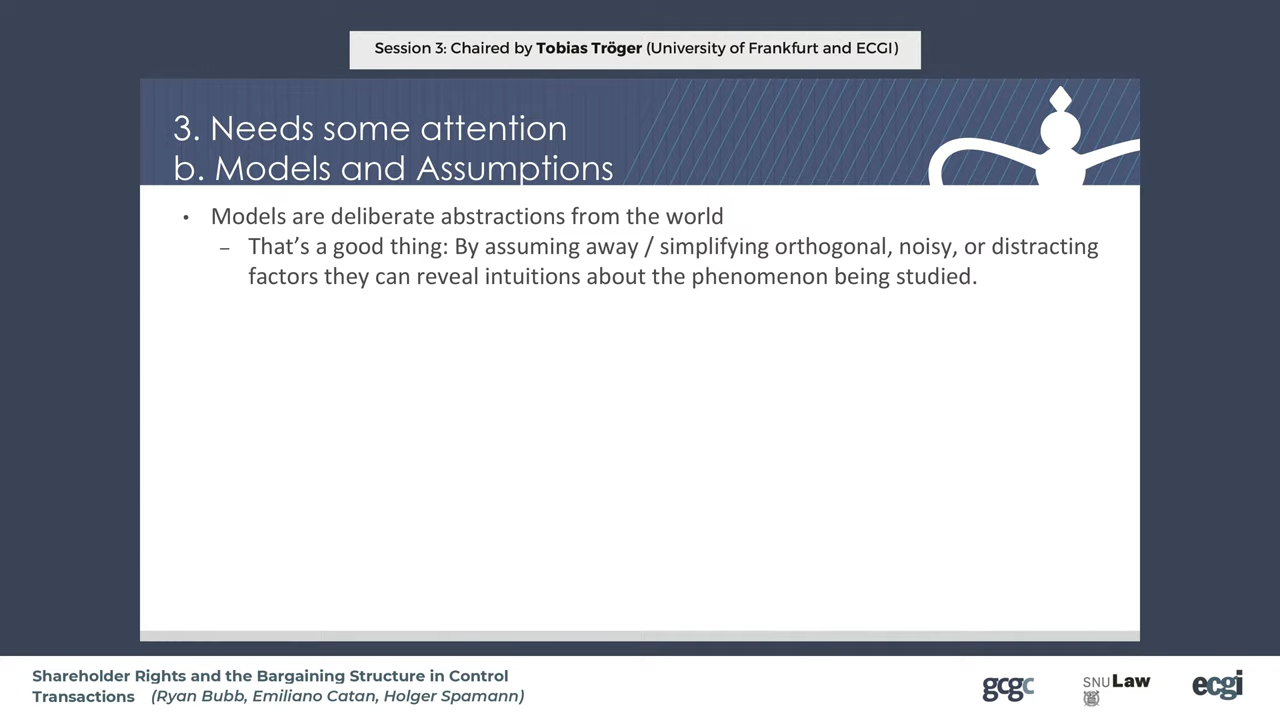 Session 3: Chaired by Tobias Tröger (University of Frankfurt and ECGI)
3. Needs some attention
b. Models and Assumptions
• Models are deliberate abstractions from the world
– That's a good thing: By assuming away / simplifying orthogonal, noisy, or distracting
factors they can reveal intuitions about the phenomenon being studied.
Shareholder Rights and the Bargaining Structure in Control
Transactions (Ryan Bubb, Emiliano Catan, Holger Spamann)
gcgc
SNU Law
ecgi